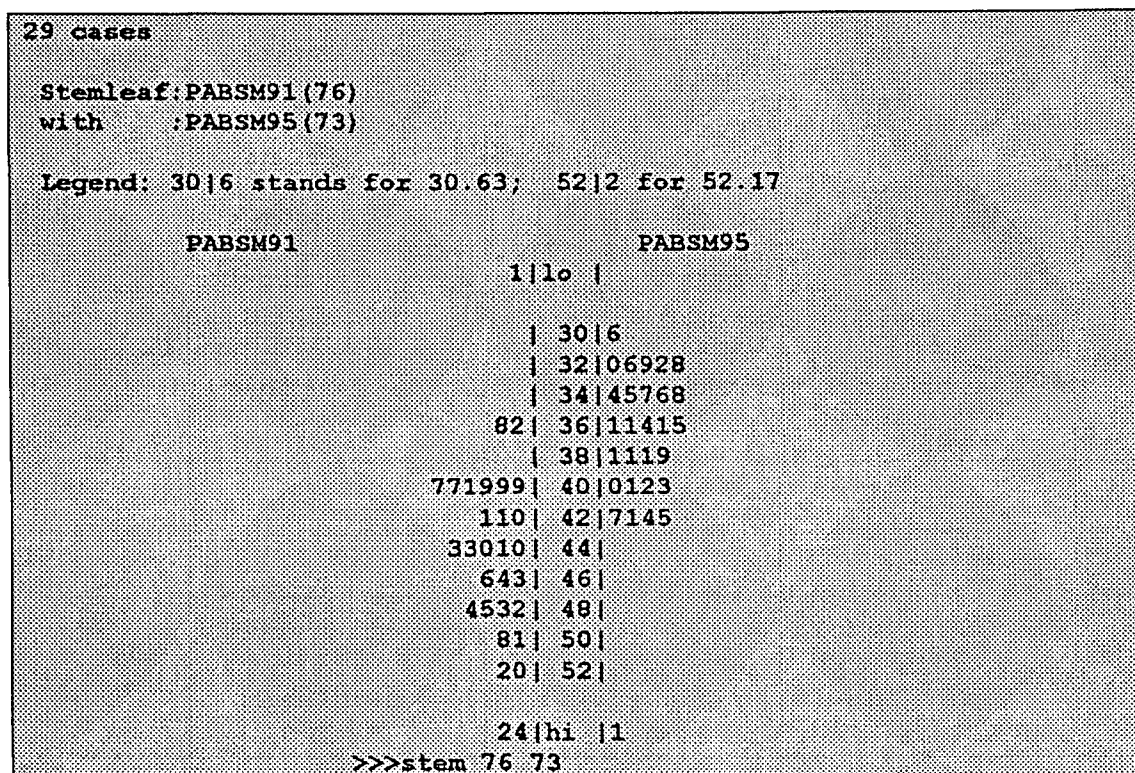 29 cases
Stemleaf:PABSM91(76)
with :PABSM95(73)
Legend: 30|6 stands for 30.63; 52|2 for 52.17
PABSM91 PABSM95
1|lo |
| 30|6
| 32|06928
| 34|45768
82| 36|11415
| 38|1119
771999| 40|0123
110| 42|7145
33010| 44|
643| 46|
4532| 48|
81| 50|
20| 52|
24|hi |1
>>>stem 76 73